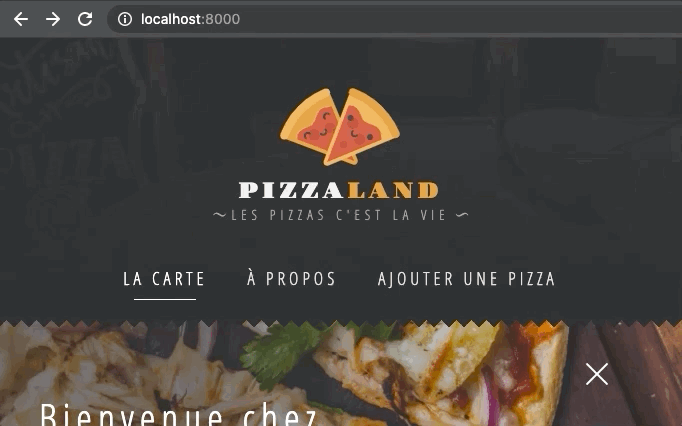 localhost:8000
PIZZALAND
~LES PIZZAS C'EST LA VIE ~
LA CARTE À PROPOS AJOUTER UNE PIZZA
Bienvenue chez